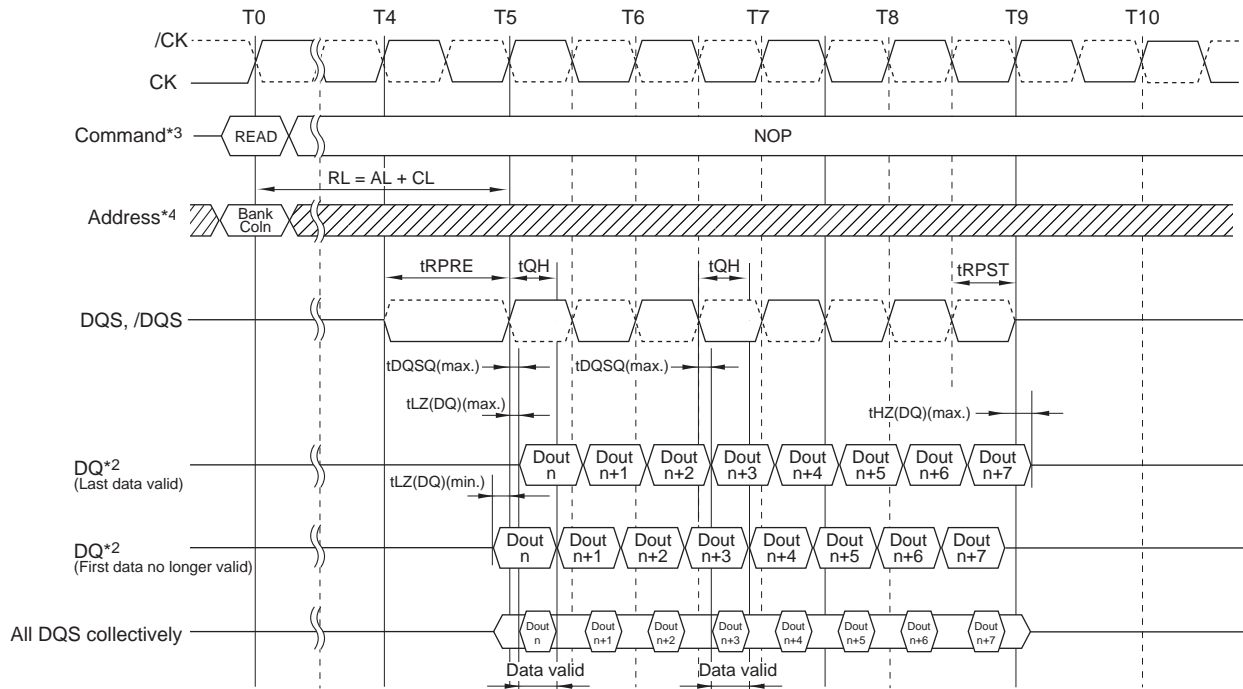 T0 T4 T5 T6 T7 T8 T9 T10
/CK
CK
Command*3 READ NOP
RL = AL + CL
Address*4 Bank Coln
tRPRE tQH tQH tRPST
DQS, /DQS
tDQSQ(max.) tDQSQ(max.)
tLZ(DQ)(max.) tHZ(DQ)(max.)
DQ*2 Dout n Dout n+1 Dout n+2 Dout n+3 Dout n+4 Dout n+5 Dout n+6 Dout n+7
(Last data valid)
tLZ(DQ)(min.)
DQ*2 Dout n Dout n+1 Dout n+2 Dout n+3 Dout n+4 Dout n+5 Dout n+6 Dout n+7
(First data no longer valid)
All DQS collectively Dout n Dout n+1 Dout n+2 Dout n+3 Dout n+4 Dout n+5 Dout n+6 Dout n+7
Data valid Data valid